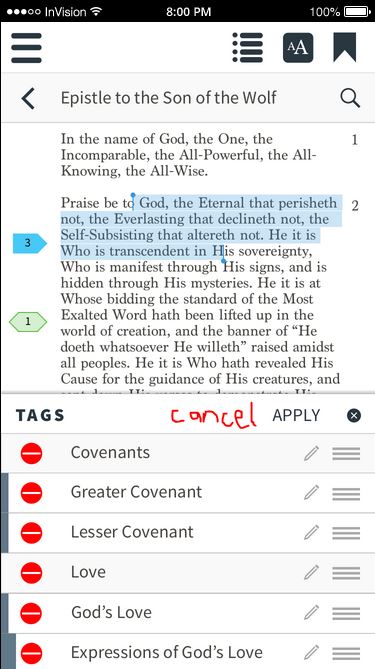 InVision 8:00 PM 100%
AA
Epistle to the Son of the Wolf
In the name of God, the One, the 1
Incomparable, the All-Powerful, the All-
Knowing, the All-Wise.
Praise be to God, the Eternal that perisheth 2
not, the Everlasting that declineth not, the
Self-Subsisting that altereth not. He it is
3
Who is transcendent in His sovereignty,
Who is manifest through His signs, and is
hidden through His mysteries. He it is at
Whose bidding the standard of the Most
Exalted Word hath been lifted up in the
1
world of creation, and the banner of “He
doeth whatsoever He willeth” raised amidst
all peoples. He it is Who hath revealed His
Cause for the guidance of His creatures, and
TAGS cancel APPLY
Covenants
Greater Covenant
Lesser Covenant
Love
God’s Love
Expressions of God’s Love